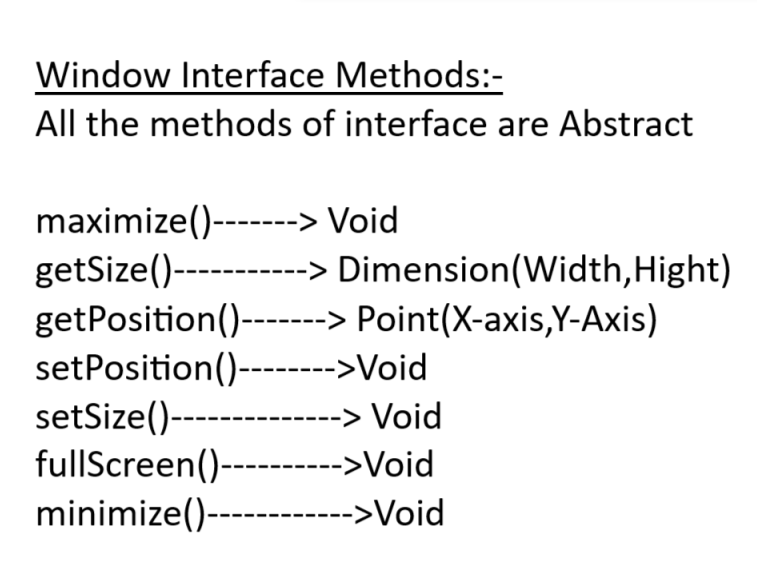 Window Interface Methods:-
All the methods of interface are Abstract
maximize()-------> Void
getSize()-----------> Dimension(Width,Hight)
getPosition()-------> Point(X-axis,Y-Axis)
setPosition()-------->Void
setSize()--------------> Void
fullScreen()---------->Void
minimize()------------>Void